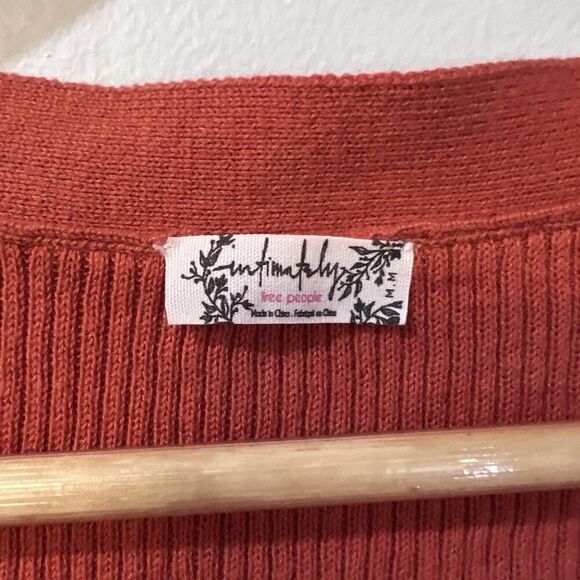 intimately
free people
Made in China . Fabriqué en Chine
M.M